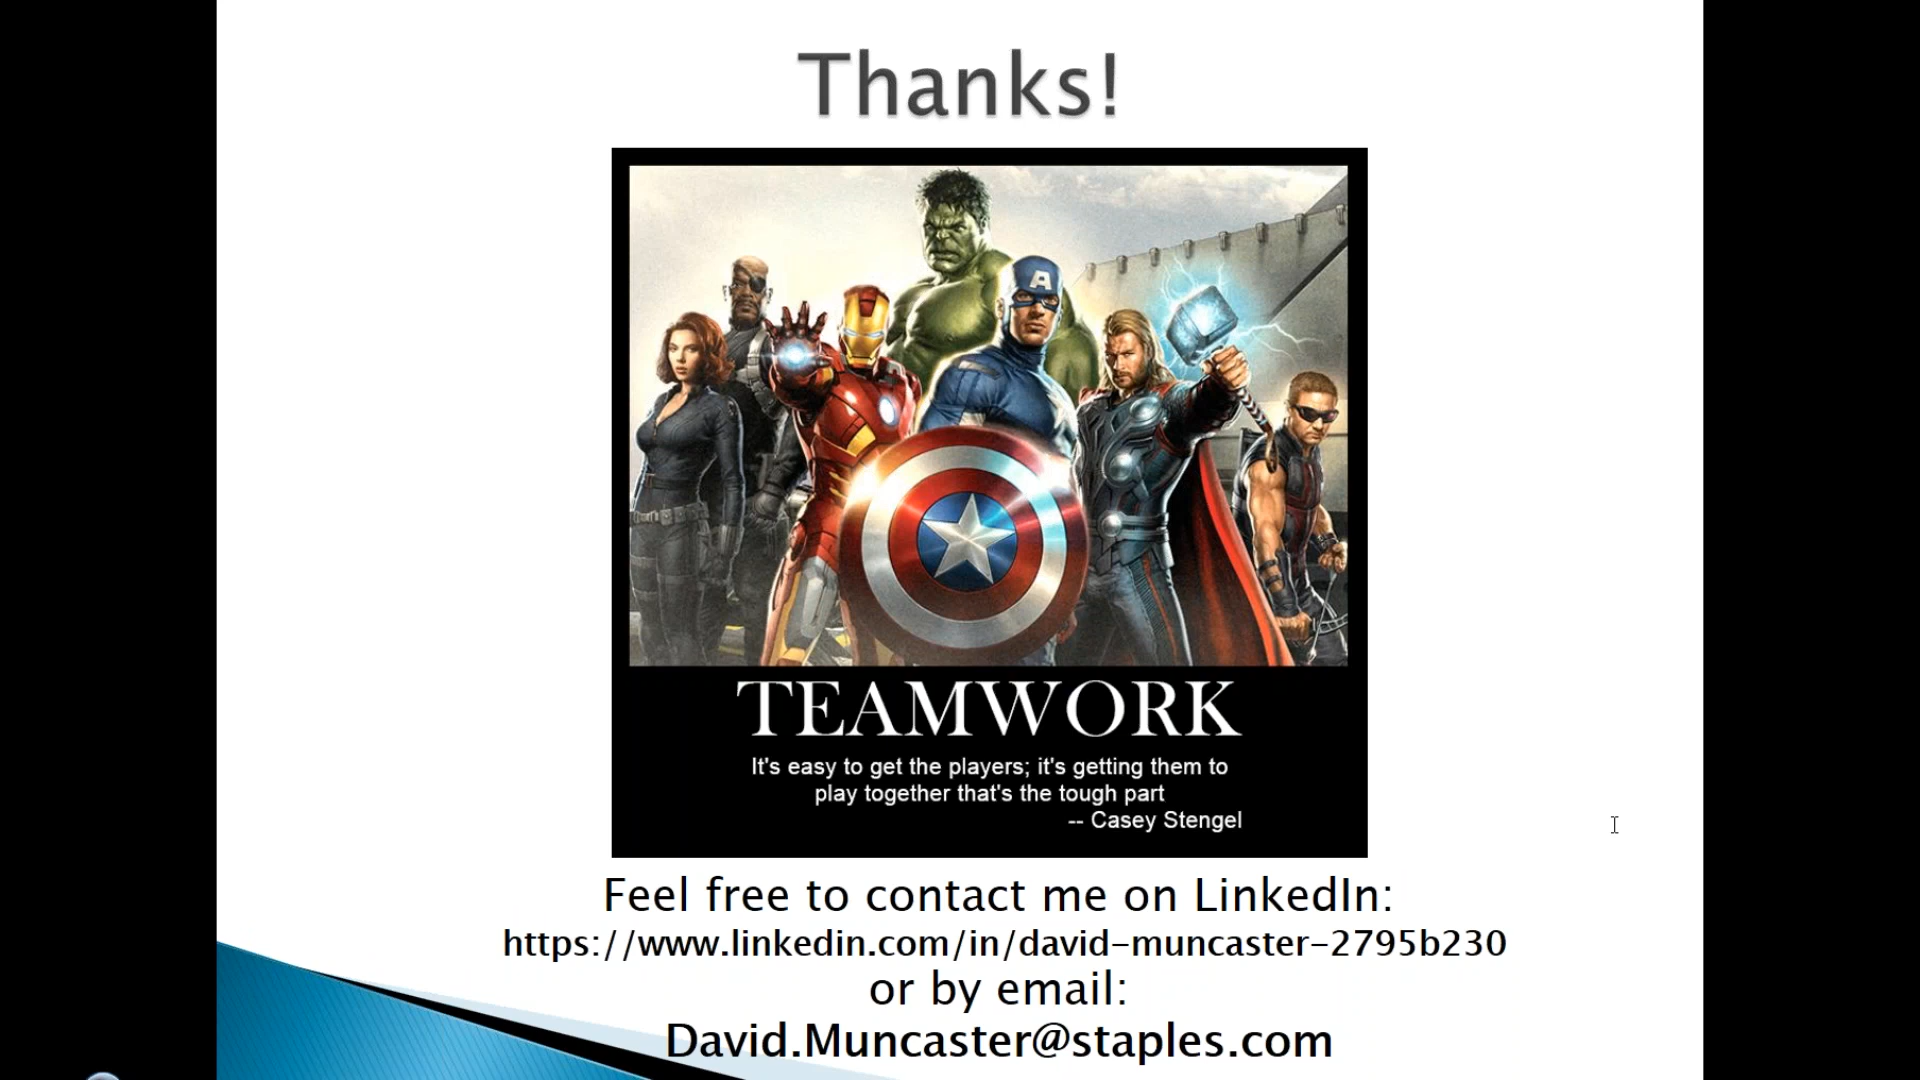 Thanks!
A
TEAMWORK
It's easy to get the players; it's getting them to
play together that's the tough part
-- Casey Stengel
Feel free to contact me on LinkedIn:
https://www.linkedin.com/in/david-muncaster-2795b230
or by email:
David.Muncaster@staples.com